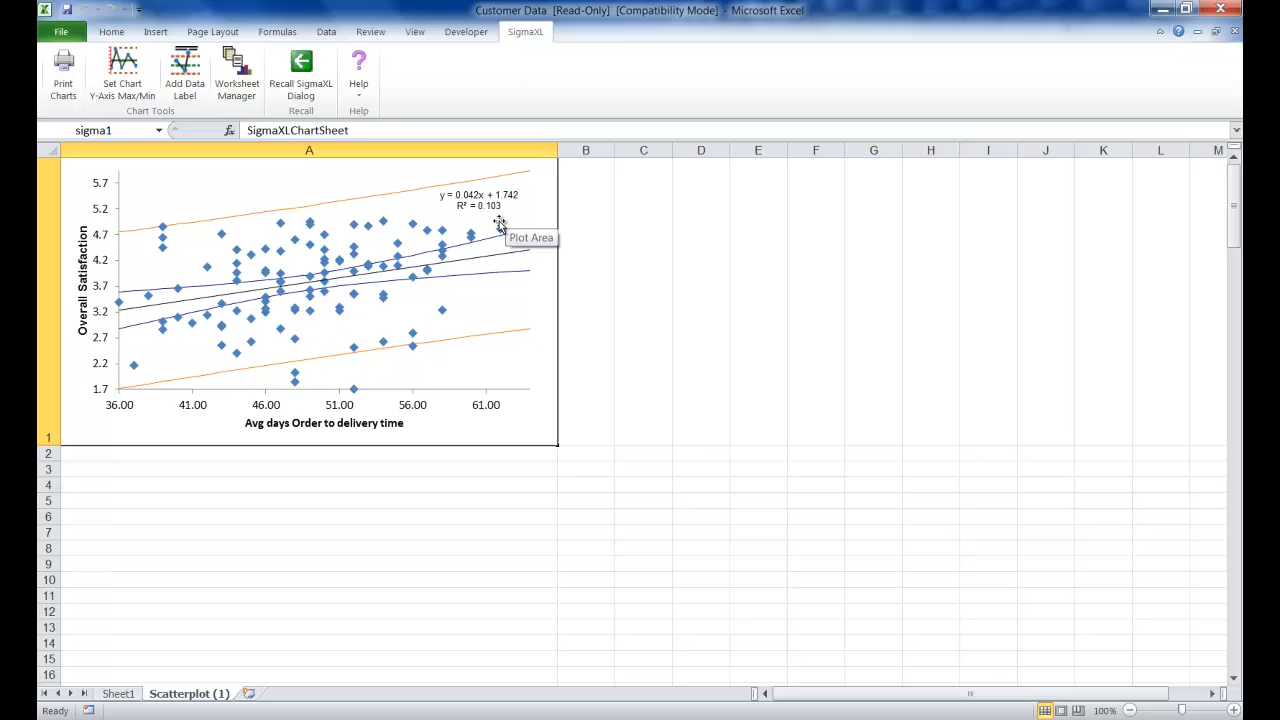 Customer Data [Read-Only] [Compatibility Mode] - Microsoft Excel
File Home Insert Page Layout Formulas Data Review View Developer SigmaXL
Print Charts
Set Chart Y-Axis Max/Min
Add Data Label
Worksheet Manager
Recall SigmaXL Dialog
Help
Chart Tools Recall Help
sigma1 fx SigmaXLChartSheet
A B C D E F G H I J K L M
5.7
y = 0.042x + 1.742
R² = 0.103
5.2
4.7
Plot Area
4.2
3.7
3.2
2.7
2.2
1.7
Overall Satisfaction
36.00 41.00 46.00 51.00 56.00 61.00
Avg days Order to delivery time
1
2
3
4
5
6
7
8
9
10
11
12
13
14
15
16
Sheet1 Scatterplot (1)
Ready 100%